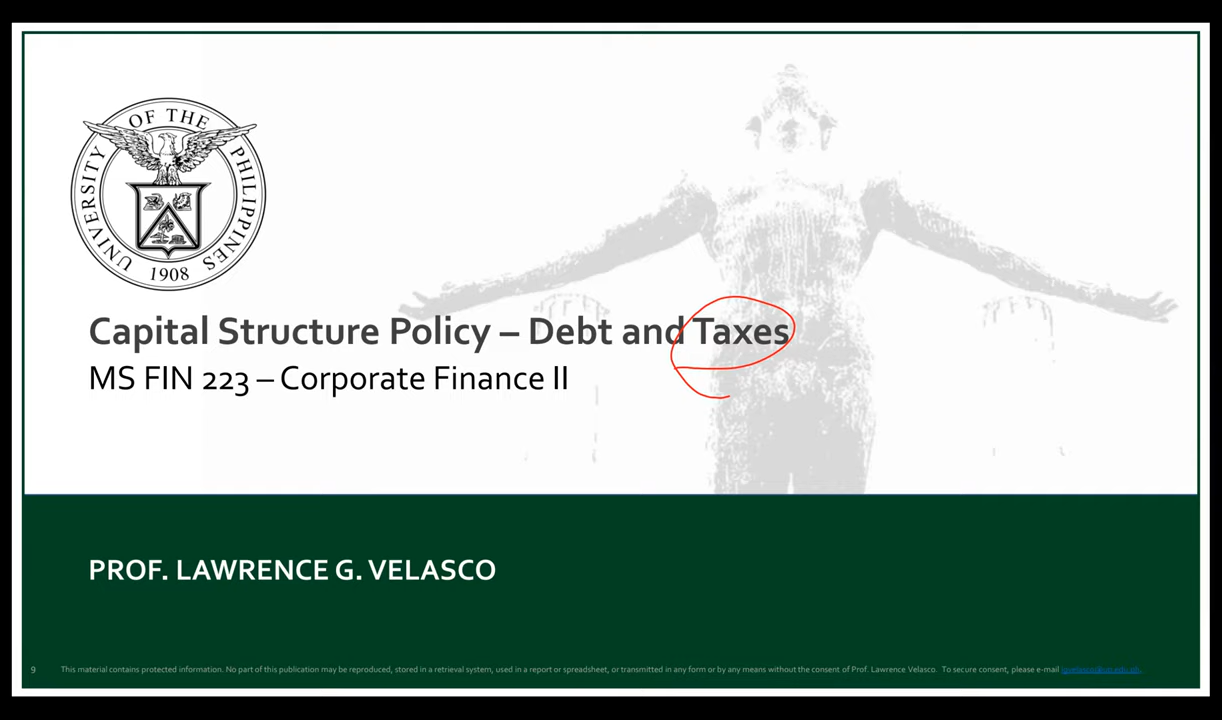 UNIVERSITY OF THE PHILIPPINES
1908
Capital Structure Policy – Debt and Taxes
MS FIN 223 – Corporate Finance II
PROF. LAWRENCE G. VELASCO
9 This material contains protected information. No part of this publication may be reproduced, stored in a retrieval system, used in a report or spreadsheet, or transmitted in any form or by any means without the consent of Prof. Lawrence Velasco. To secure consent, please e-mail